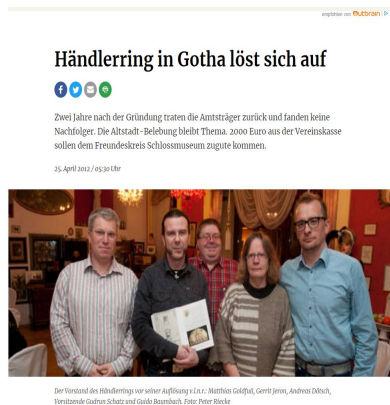 empfohlen von Outbrain
Händlerring in Gotha löst sich auf
Zwei Jahre nach der Gründung traten die Amtsträger zurück und fanden keine
Nachfolger. Die Altstadt-Belebung bleibt Thema. 2000 Euro aus der Vereinskasse
sollen dem Freundeskreis Schlossmuseum zugute kommen.
25. April 2012 / 05:30 Uhr
Der Vorstand des Händlerrings vor seiner Auflösung v.l.n.r.: Matthias Goldfuß, Gerrit Jeron, Andreas Dötsch,
Vorsitzende Gudrun Schatz und Guido Baumbach. Foto: Peter Riecke